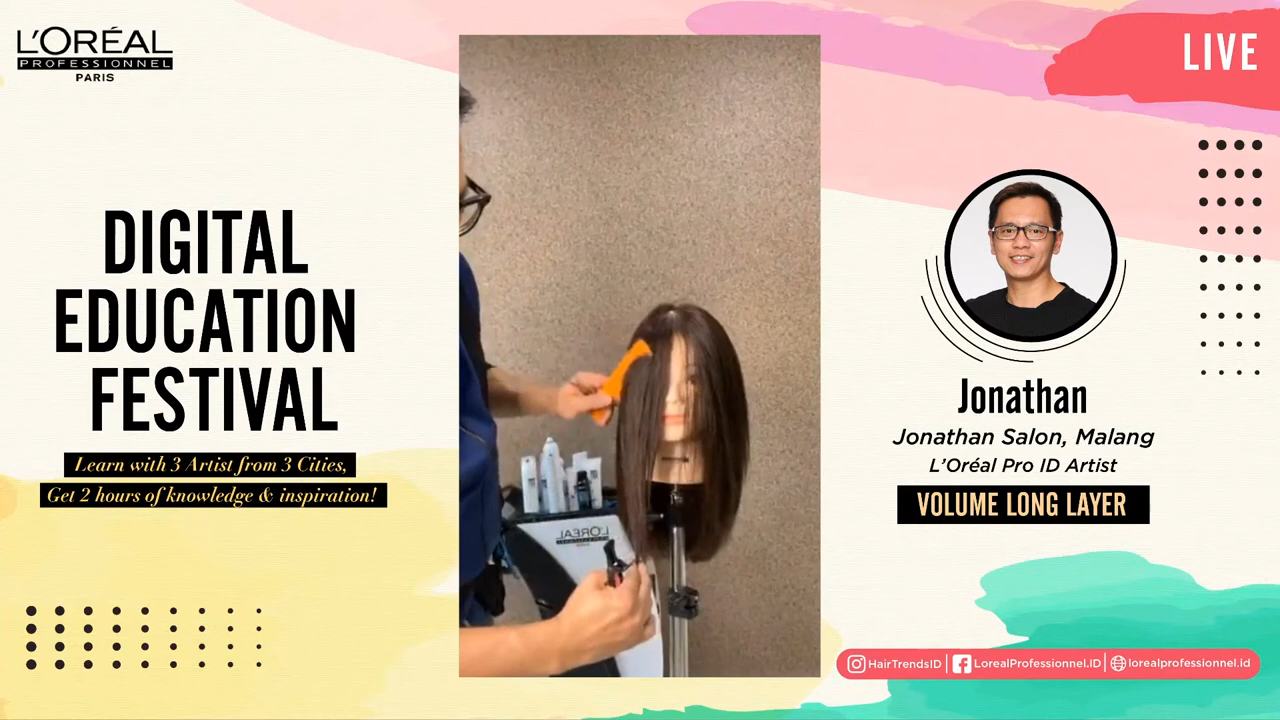 L'ORÉAL
PROFESSIONNEL
PARIS
LIVE
DIGITAL
EDUCATION
FESTIVAL
Learn with 3 Artist from 3 Cities,
Get 2 hours of knowledge & inspiration!
L'ORÉAL
Jonathan
Jonathan Salon, Malang
L'Oréal Pro ID Artist
VOLUME LONG LAYER
HairTrendsID | LorealProfessionnel.ID | lorealprofessionnel.id